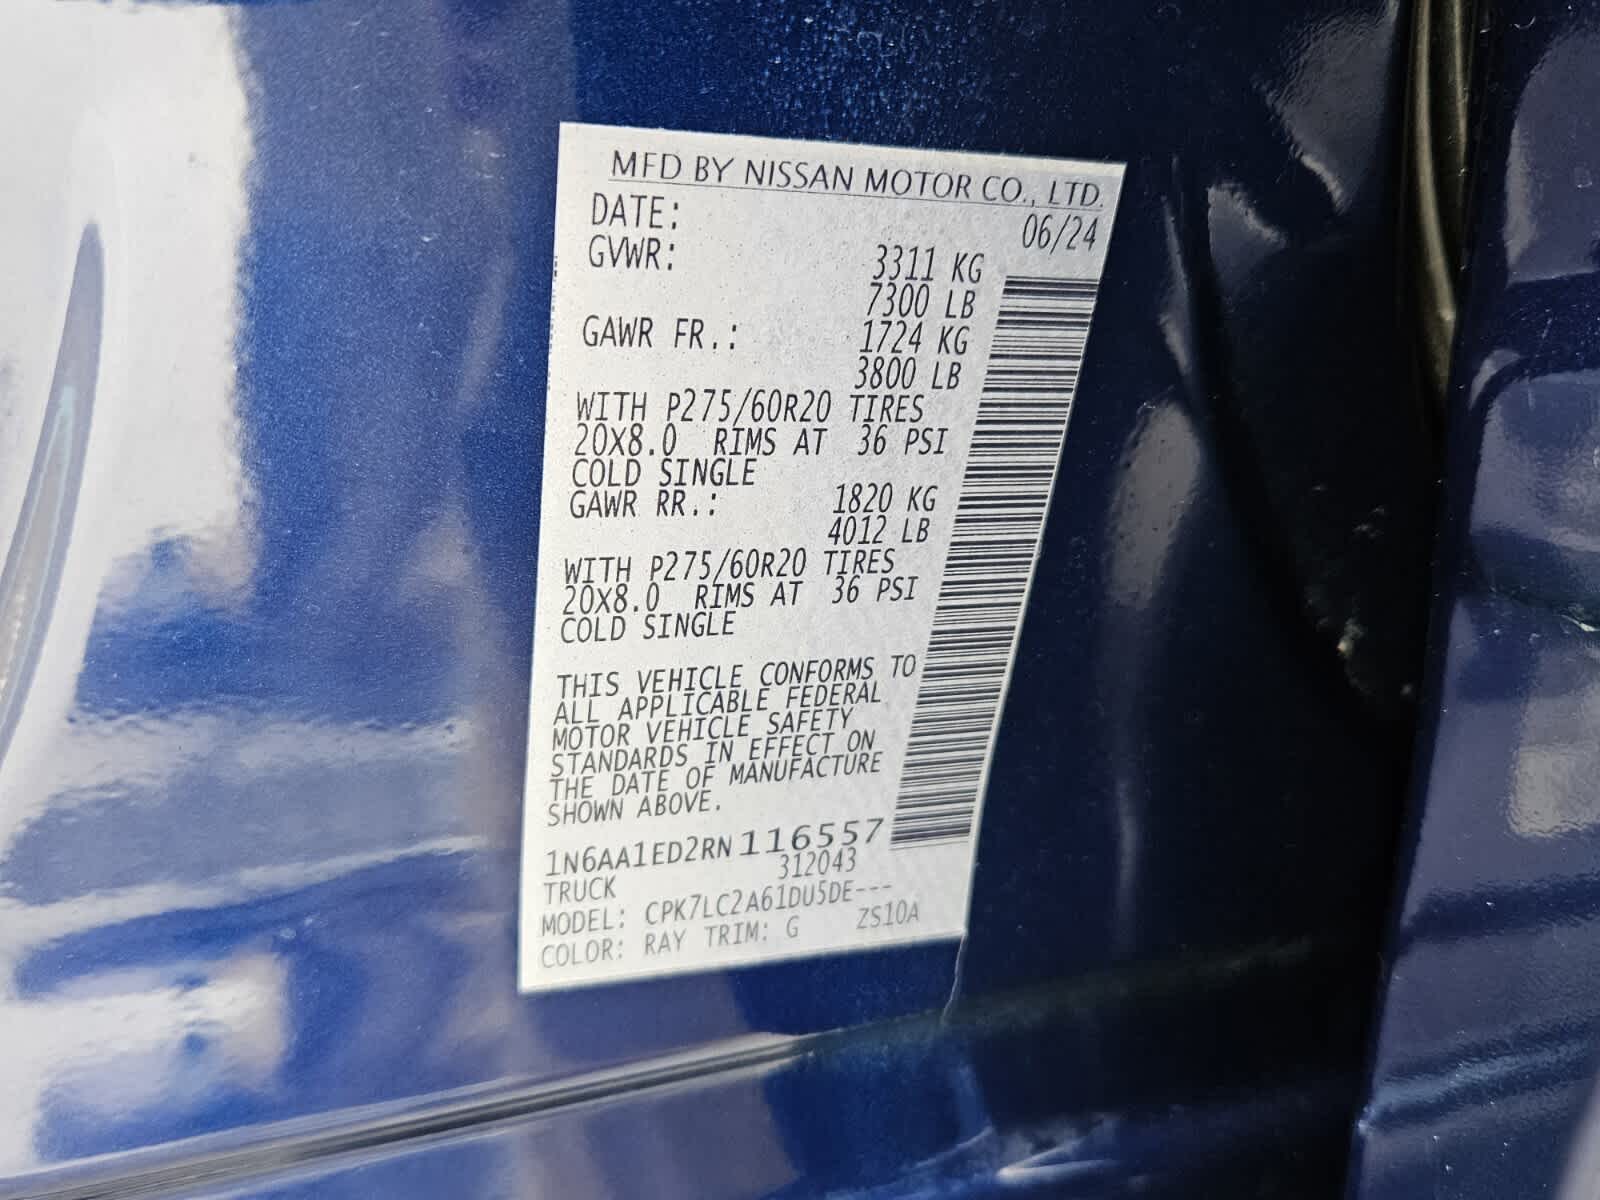 MFD BY NISSAN MOTOR CO., LTD.
DATE: 06/24
GVWR: 3311 KG
7300 LB
GAWR FR.: 1724 KG
3800 LB
WITH P275/60R20 TIRES
20X8.0 RIMS AT 36 PSI
COLD SINGLE
GAWR RR.: 1820 KG
4012 LB
WITH P275/60R20 TIRES
20X8.0 RIMS AT 36 PSI
COLD SINGLE
THIS VEHICLE CONFORMS TO
ALL APPLICABLE FEDERAL
MOTOR VEHICLE SAFETY
STANDARDS IN EFFECT ON
THE DATE OF MANUFACTURE
SHOWN ABOVE.
1N6AA1ED2RN116557
312043
TRUCK
MODEL: CPK7LC2A61DU5DE---
COLOR: RAY TRIM: G ZS10A